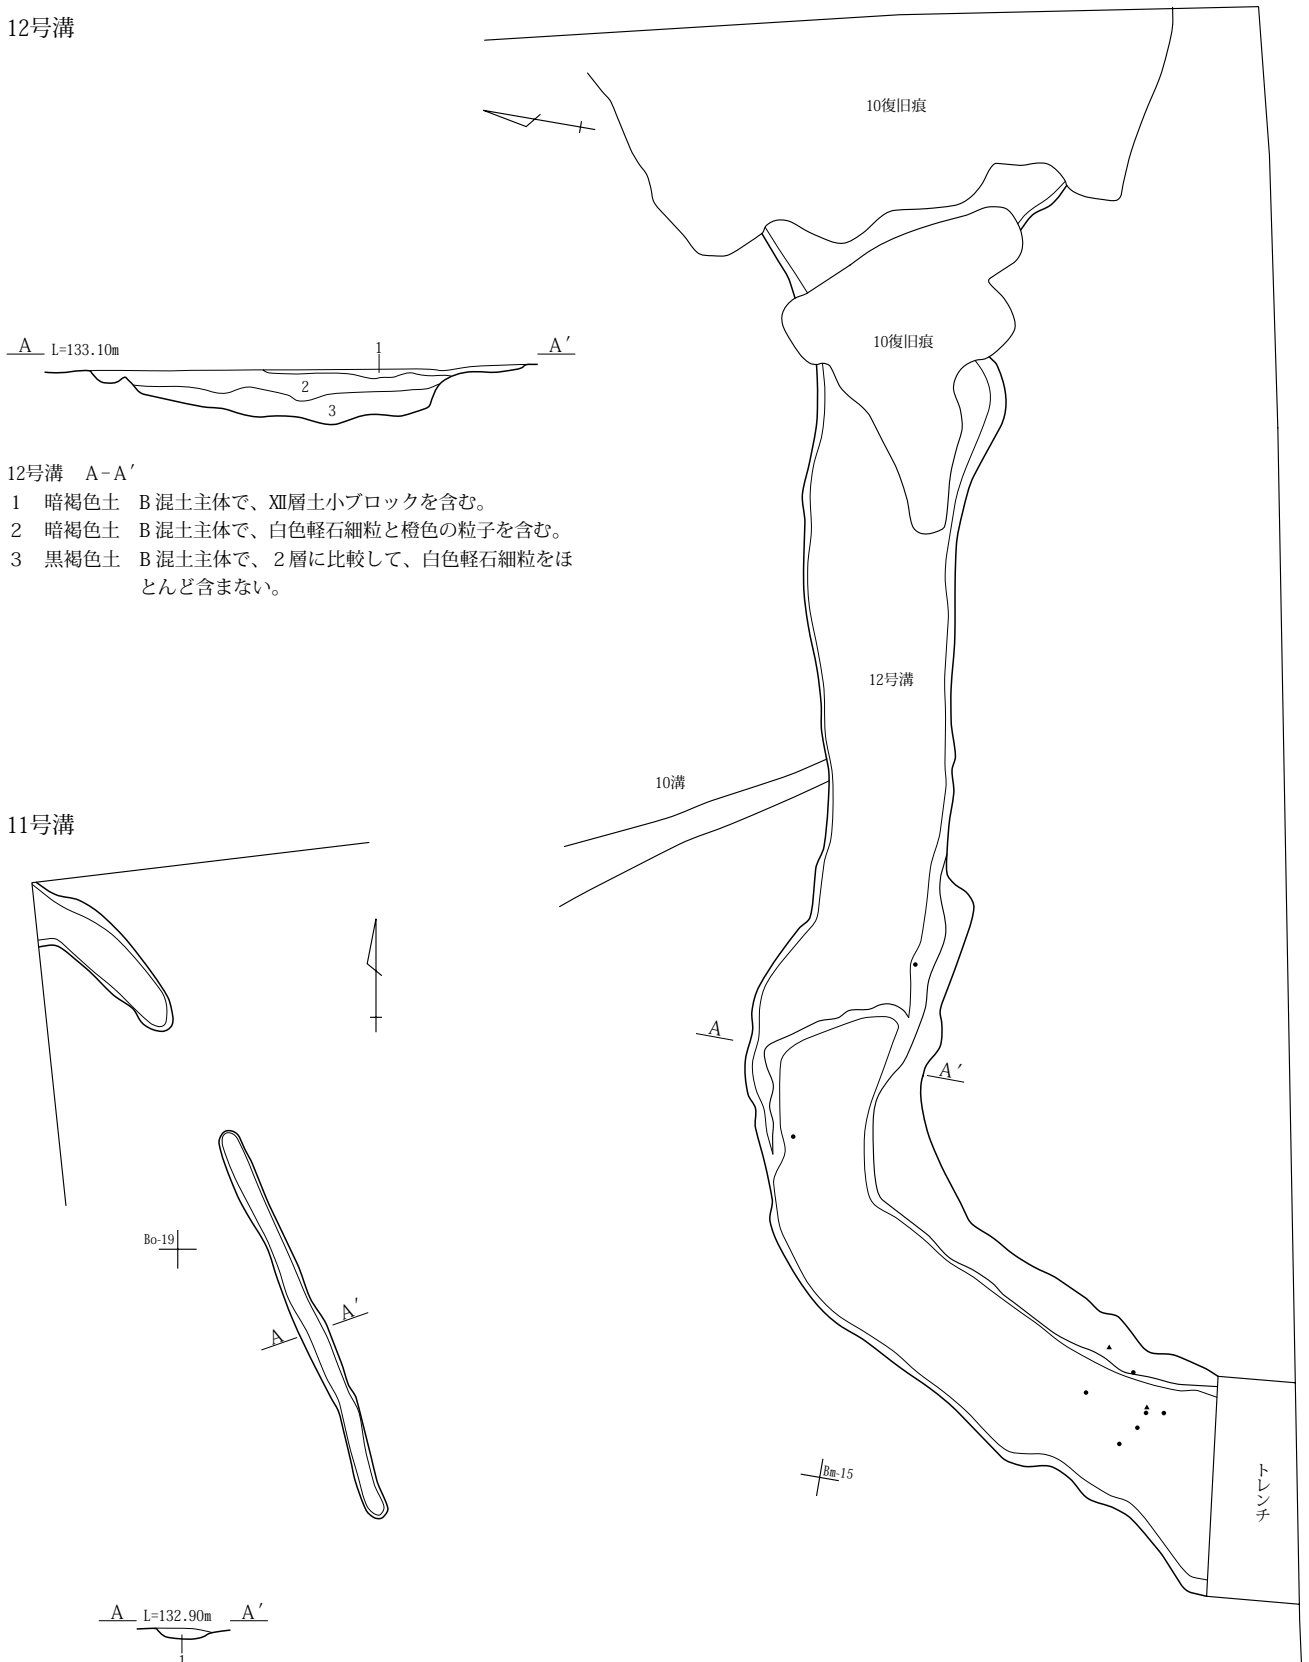 12号溝
10復旧痕
10復旧痕
A L=133.10m A′
1
2
3
12号溝 A-A′
1 暗褐色土 B混土主体で、Ⅻ層土小ブロックを含む。
2 暗褐色土 B混土主体で、白色軽石細粒と橙色の粒子を含む。
3 黒褐色土 B混土主体で、2層に比較して、白色軽石細粒をほ
とんど含まない。
12号溝
10溝
11号溝
A
A′
Bo-19
A
A′
Bm-15
トレンチ
A L=132.90m A′
1